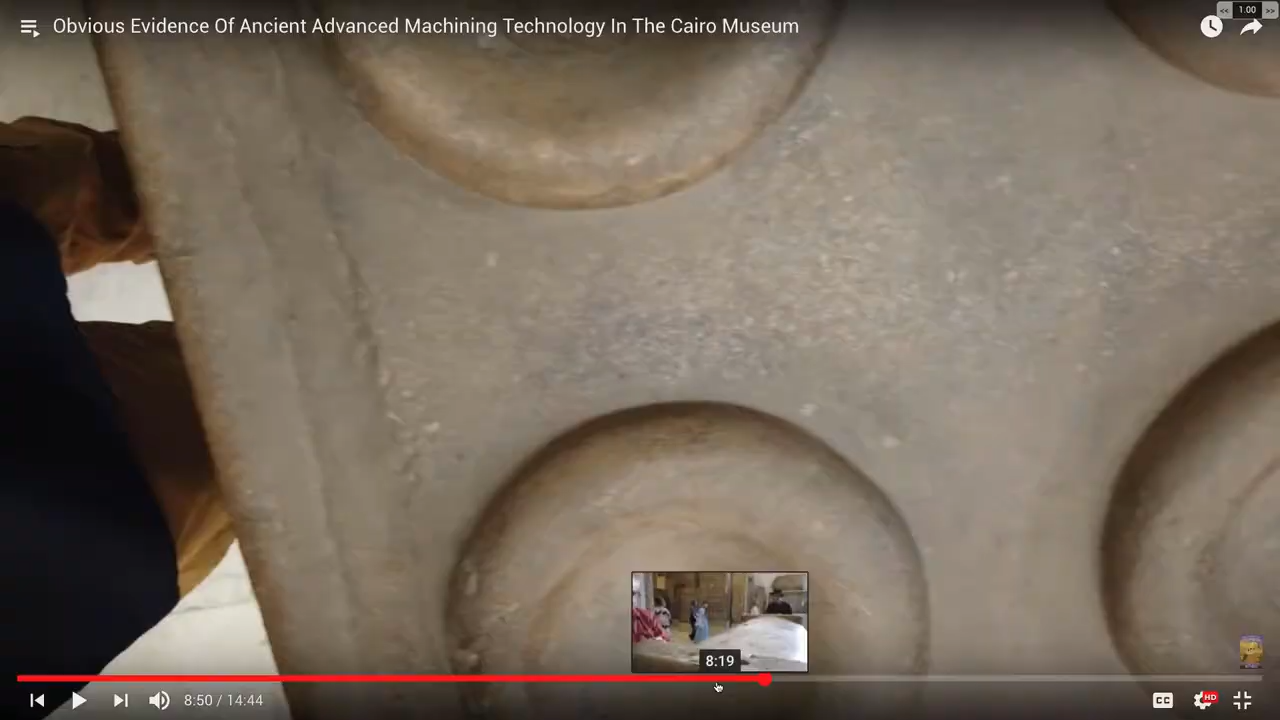 Obvious Evidence Of Ancient Advanced Machining Technology In The Cairo Museum
<< 1.00 >>
8:19
8:50 / 14:44
CC
HD